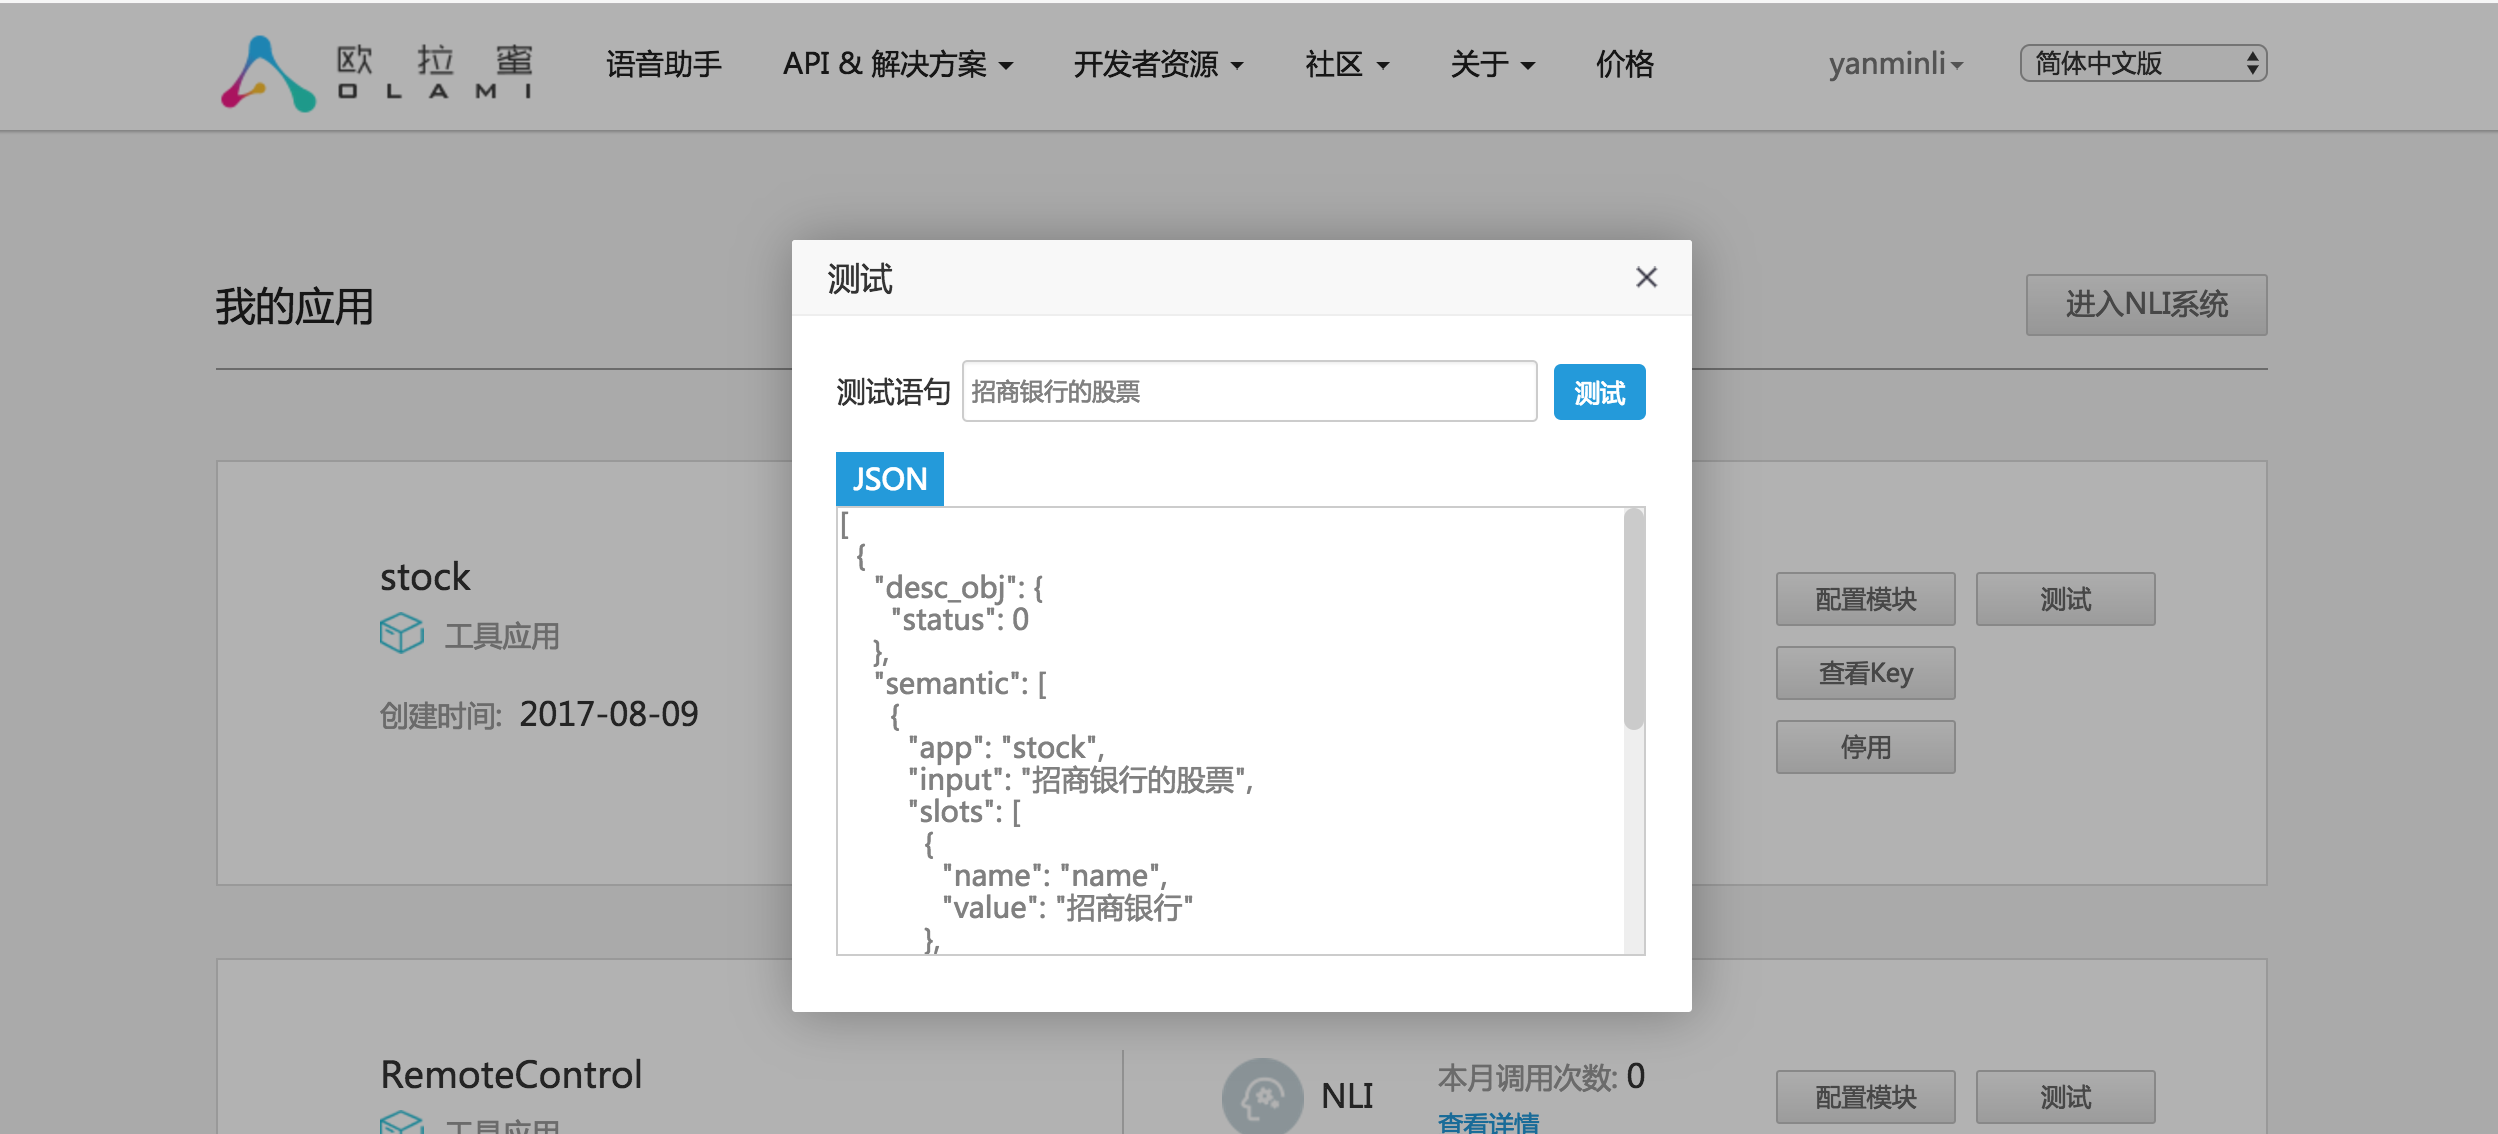 欧拉蜜
OLAMI
语音助手
API & 解决方案
开发者资源
社区
关于
价格
yanminli
简体中文版
我的应用
进入NLI系统
测试
测试语句
招商银行的股票
测试
JSON
[
{
"desc_obj": {
"status": 0
},
"semantic": [
{
"app": "stock",
"input": "招商银行的股票",
"slots": [
{
"name": "name",
"value": "招商银行"
},
stock
工具应用
创建时间: 2017-08-09
配置模块
测试
查看Key
停用
RemoteControl
工具应用
NLI
本月调用次数: 0
查看详情
配置模块
测试